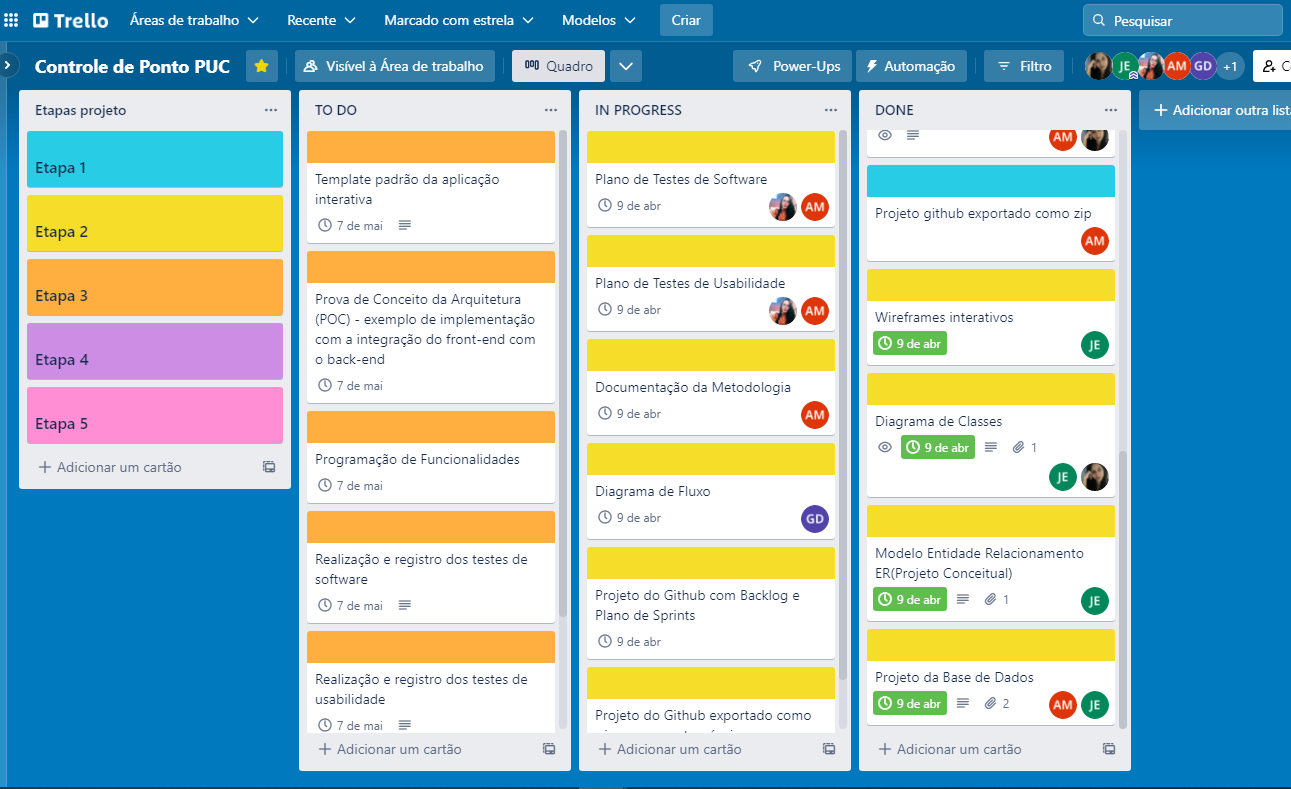 Trello
Áreas de trabalho
Recente
Marcado com estrela
Modelos
Criar
Pesquisar
Controle de Ponto PUC
Visível à Área de trabalho
Quadro
Power-Ups
Automação
Filtro
JE
AM
GD
+1
Etapas projeto
Etapa 1
Etapa 2
Etapa 3
Etapa 4
Etapa 5
Adicionar um cartão
TO DO
Template padrão da aplicação
interativa
7 de mai
Prova de Conceito da Arquitetura
(POC) - exemplo de implementação
com a integração do front-end com
o back-end
7 de mai
Programação de Funcionalidades
7 de mai
Realização e registro dos testes de
software
7 de mai
Realização e registro dos testes de
usabilidade
7 de mai
Adicionar um cartão
IN PROGRESS
Plano de Testes de Software
9 de abr
AM
Plano de Testes de Usabilidade
9 de abr
AM
Documentação da Metodologia
9 de abr
AM
Diagrama de Fluxo
9 de abr
GD
Projeto do Github com Backlog e
Plano de Sprints
9 de abr
Projeto do Github exportado como
Adicionar um cartão
DONE
AM
Projeto github exportado como zip
AM
Wireframes interativos
9 de abr
JE
Diagrama de Classes
9 de abr
1
JE
Modelo Entidade Relacionamento
ER(Projeto Conceitual)
9 de abr
1
JE
Projeto da Base de Dados
9 de abr
2
AM
JE
Adicionar um cartão
Adicionar outra lista